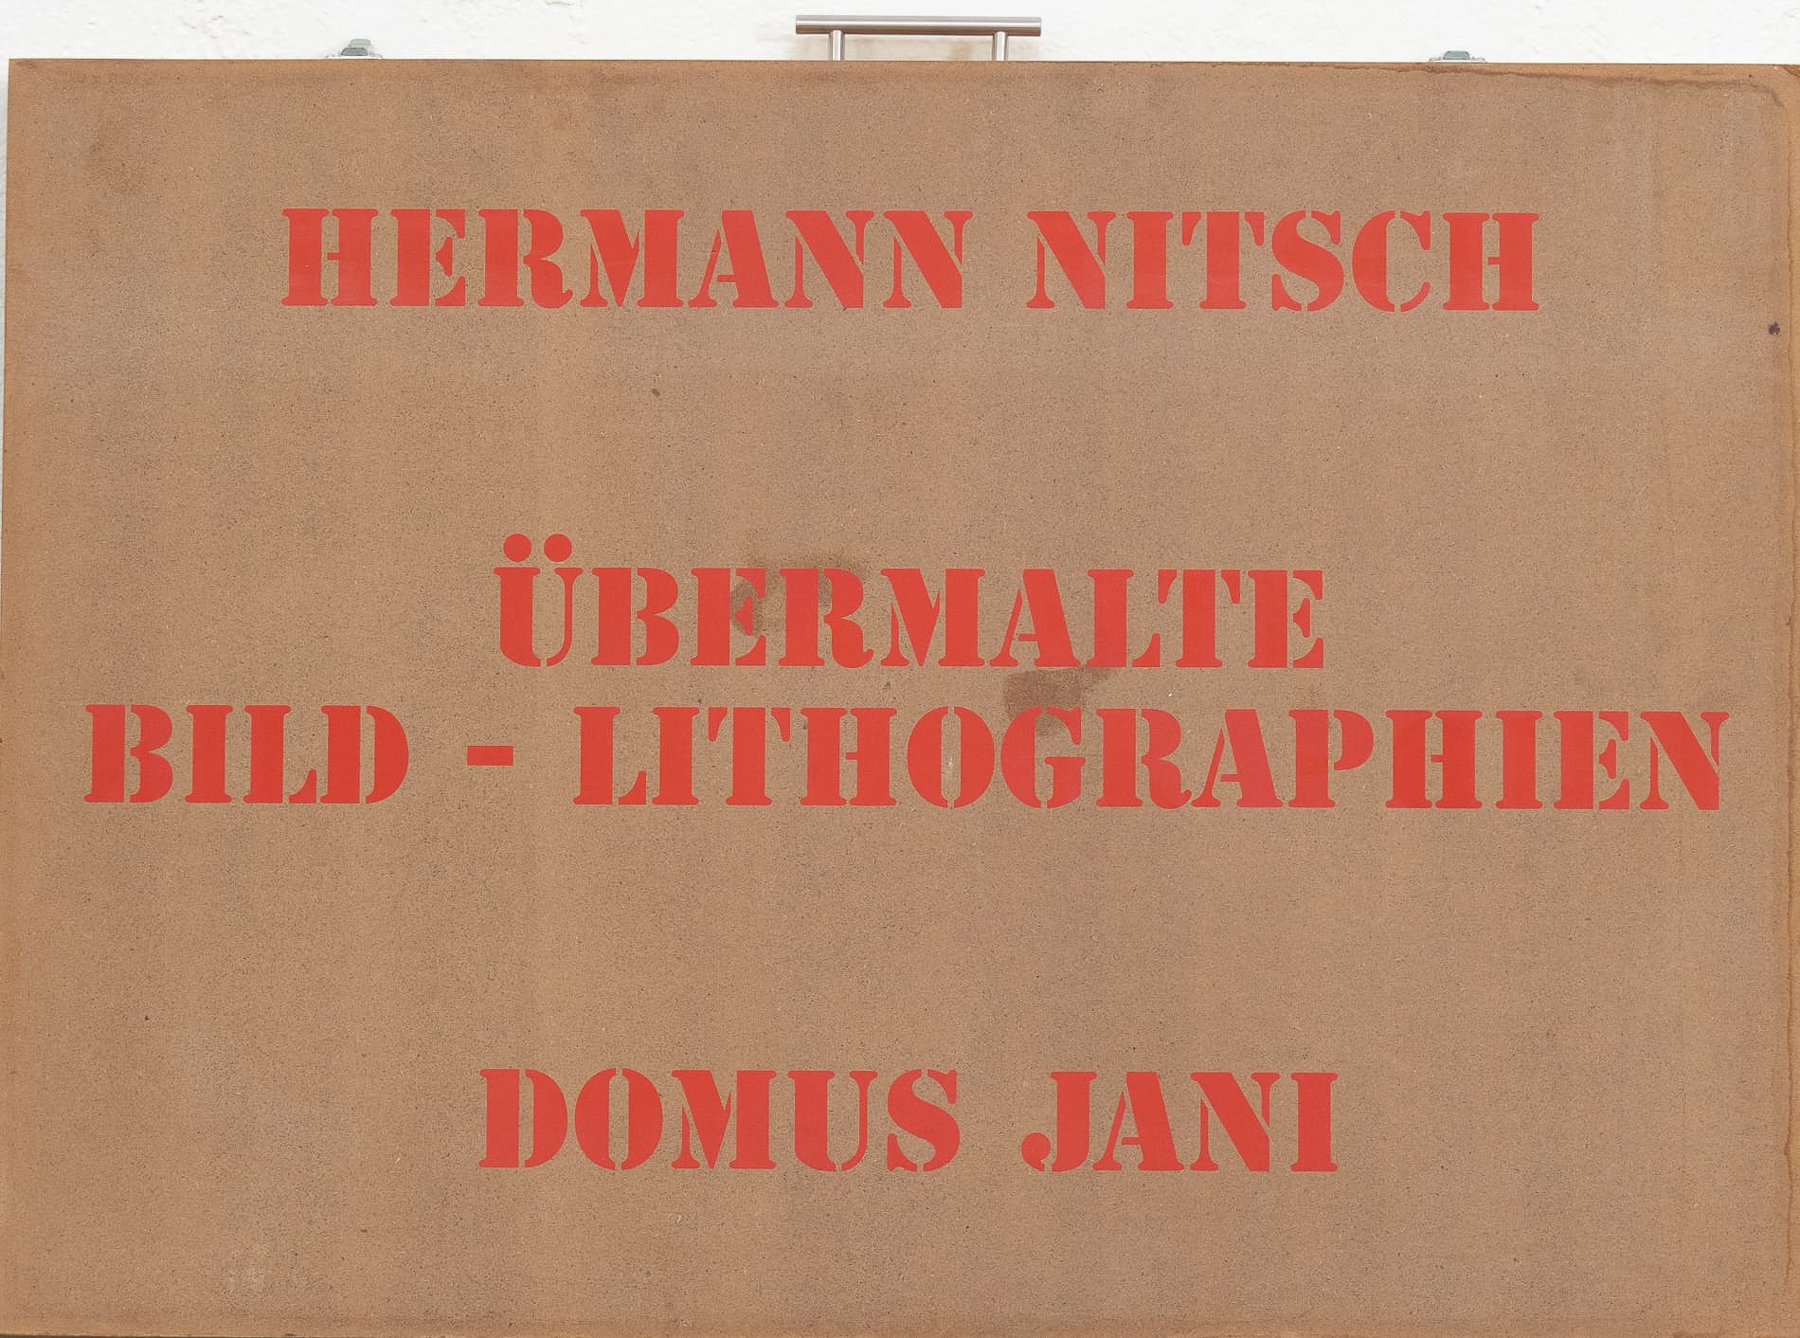 HERMANN NITSCH
ÜBERMALTE
BILD - LITHOGRAPHIEN
DOMUS JANI